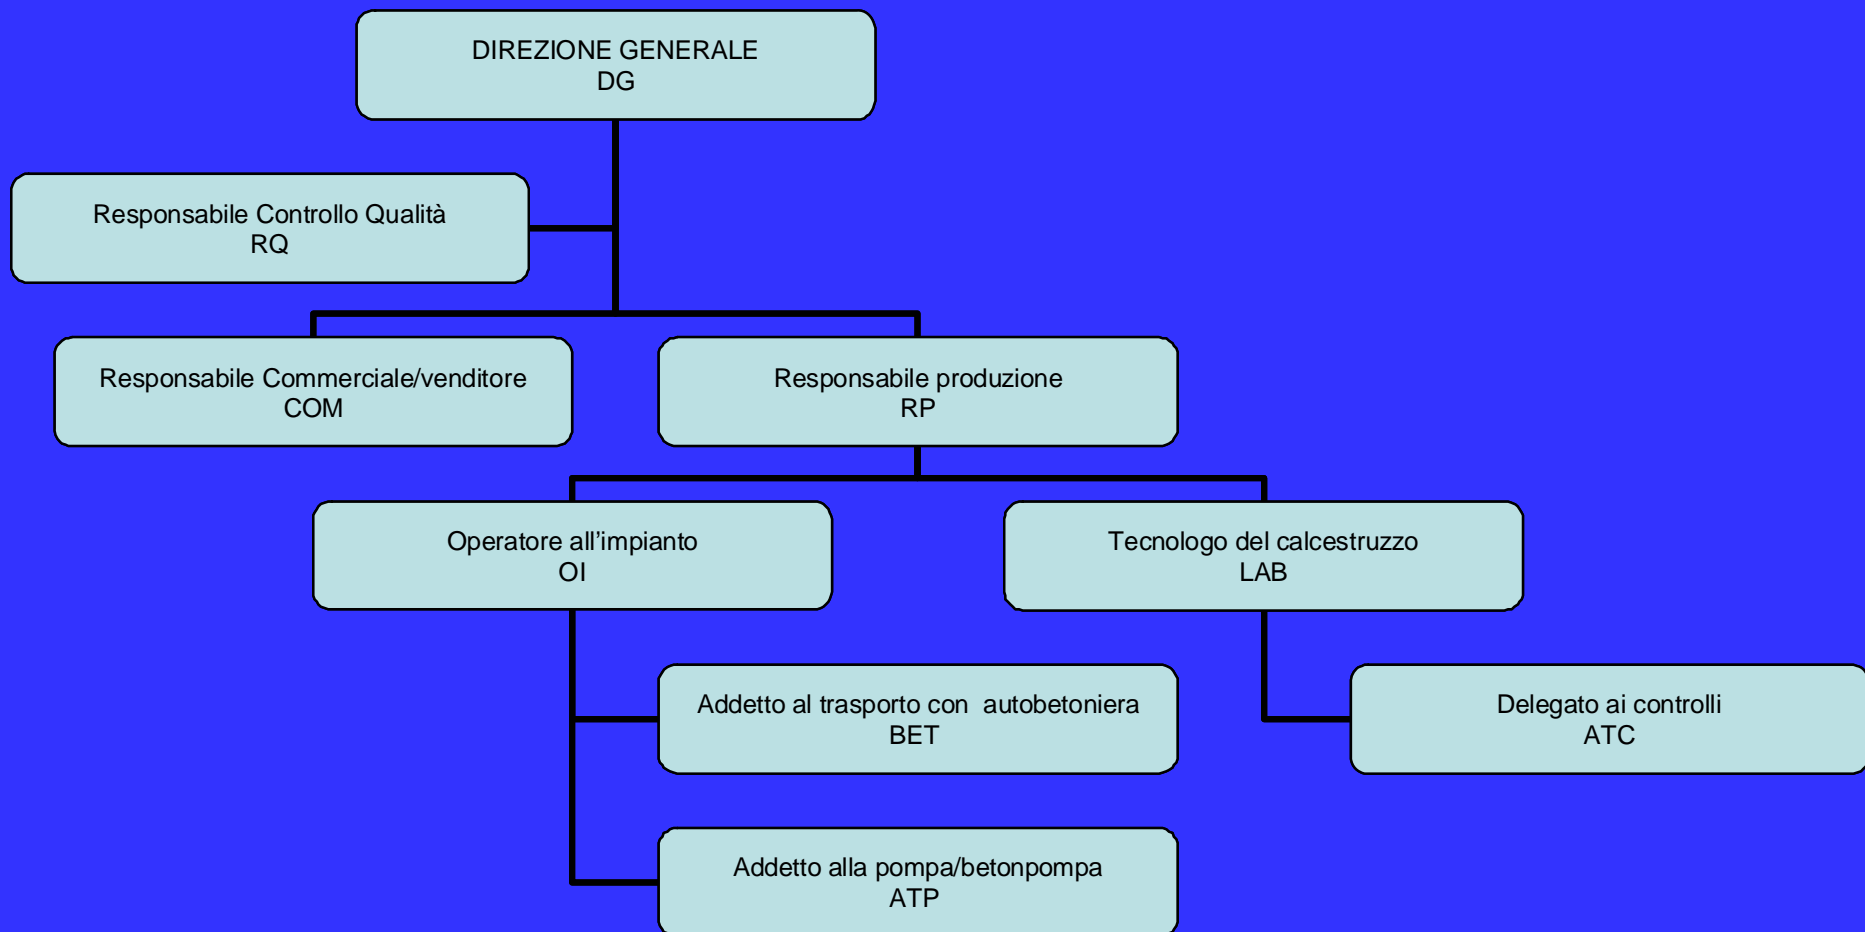 DIREZIONE GENERALE
DG
Responsabile Controllo Qualità
RQ
Responsabile Commerciale/venditore
COM
Responsabile produzione
RP
Operatore all’impianto
OI
Tecnologo del calcestruzzo
LAB
Addetto al trasporto con  autobetoniera
BET
Delegato ai controlli
ATC
Addetto alla pompa/betonpompa
ATP